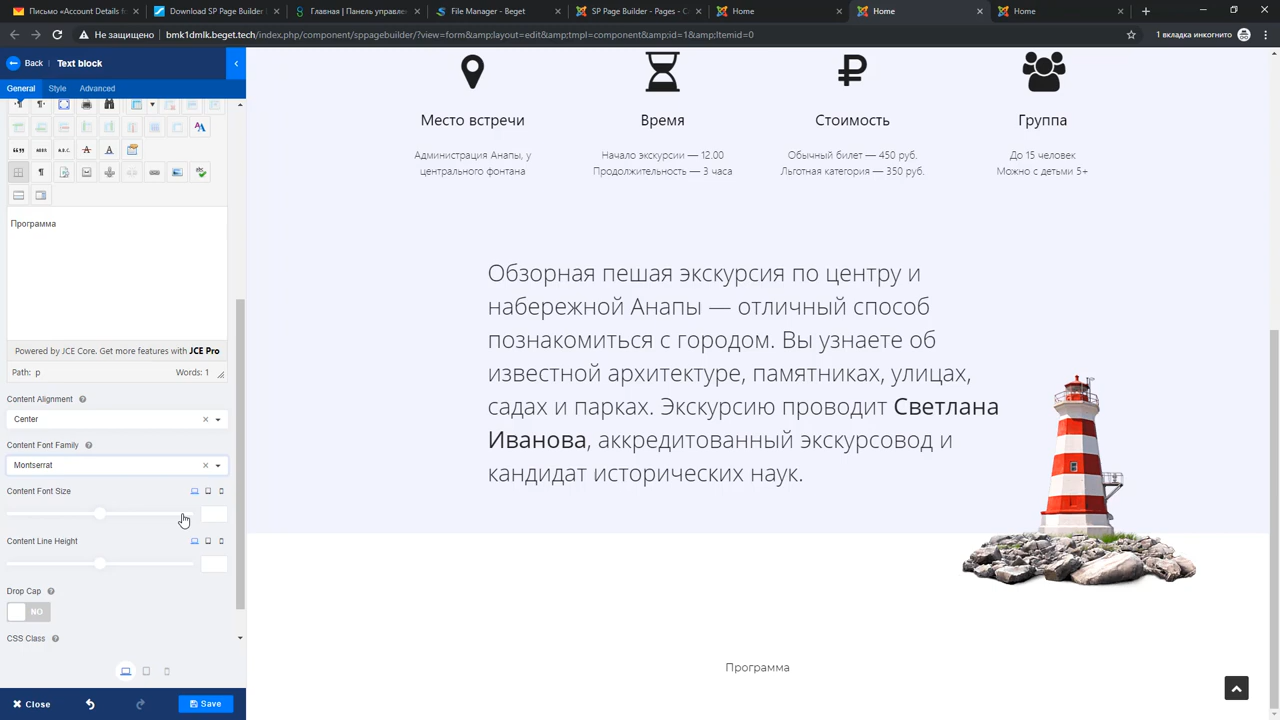 Письмо «Account Details fo
Download SP Page Builder
Главная | Панель управле
File Manager - Beget
SP Page Builder - Pages - C
Home
Home
Home
Не защищено
bmk1dmlk.beget.tech/index.php/component/sppagebuilder/?view=form&amp;layout=edit&amp;tmpl=component&amp;id=1&amp;Itemid=0
1 вкладка инкогнито
Back
Text block
General
Style
Advanced
Программа
Powered by JCE Core. Get more features with JCE Pro
Path: p
Words: 1
Content Alignment
Center
Content Font Family
Montserrat
Content Font Size
Content Line Height
Drop Cap
NO
CSS Class
Close
Save
Место встречи
Время
Стоимость
Группа
Администрация Анапы, у
центрального фонтана
Начало экскурсии — 12.00
Продолжительность — 3 часа
Обычный билет — 450 руб.
Льготная категория — 350 руб.
До 15 человек
Можно с детьми 5+
Обзорная пешая экскурсия по центру и
набережной Анапы — отличный способ
познакомиться с городом. Вы узнаете об
известной архитектуре, памятниках, улицах,
садах и парках. Экскурсию проводит Светлана
Иванова, аккредитованный экскурсовод и
кандидат исторических наук.
Программа